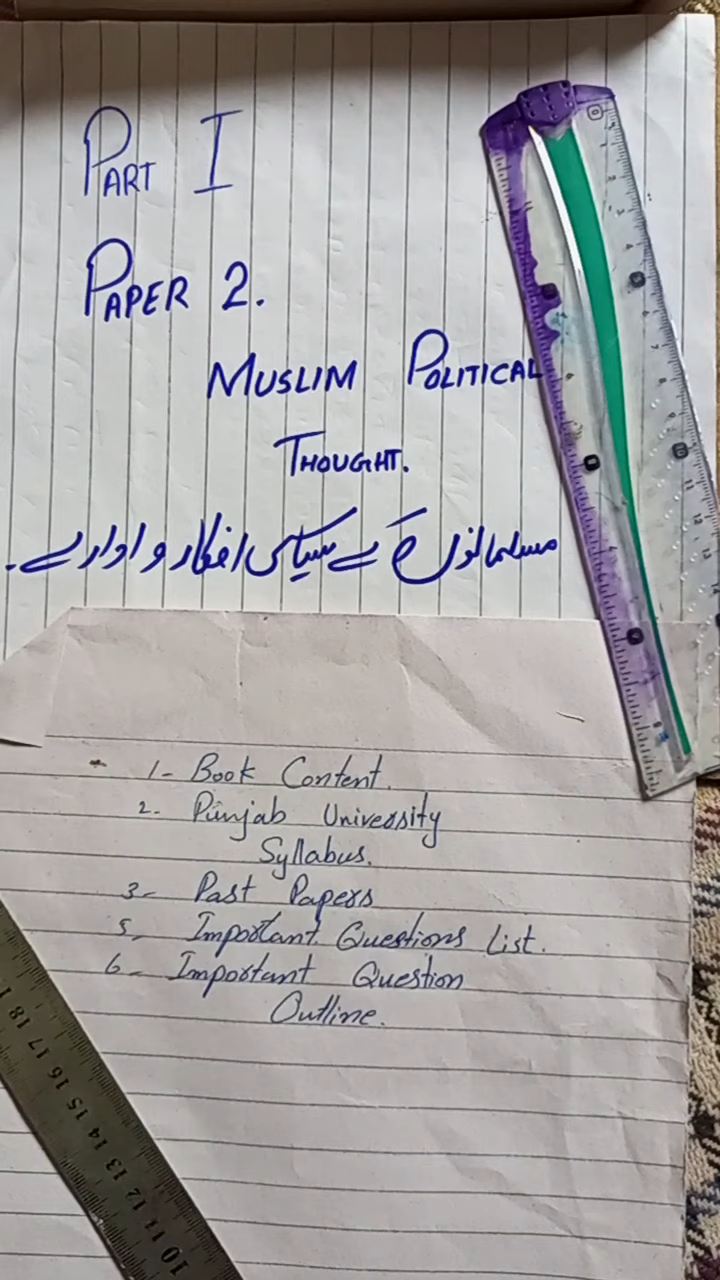 PART I
PAPER 2.
MUSLIM POLITICAL
THOUGHT.
مسلمانوں کے سیاسی افکار و ادارے۔
1- Book Content.
2- Punjab University
Syllabus.
3- Past Papers
5- Important Questions List.
6- Important Question
Outline.